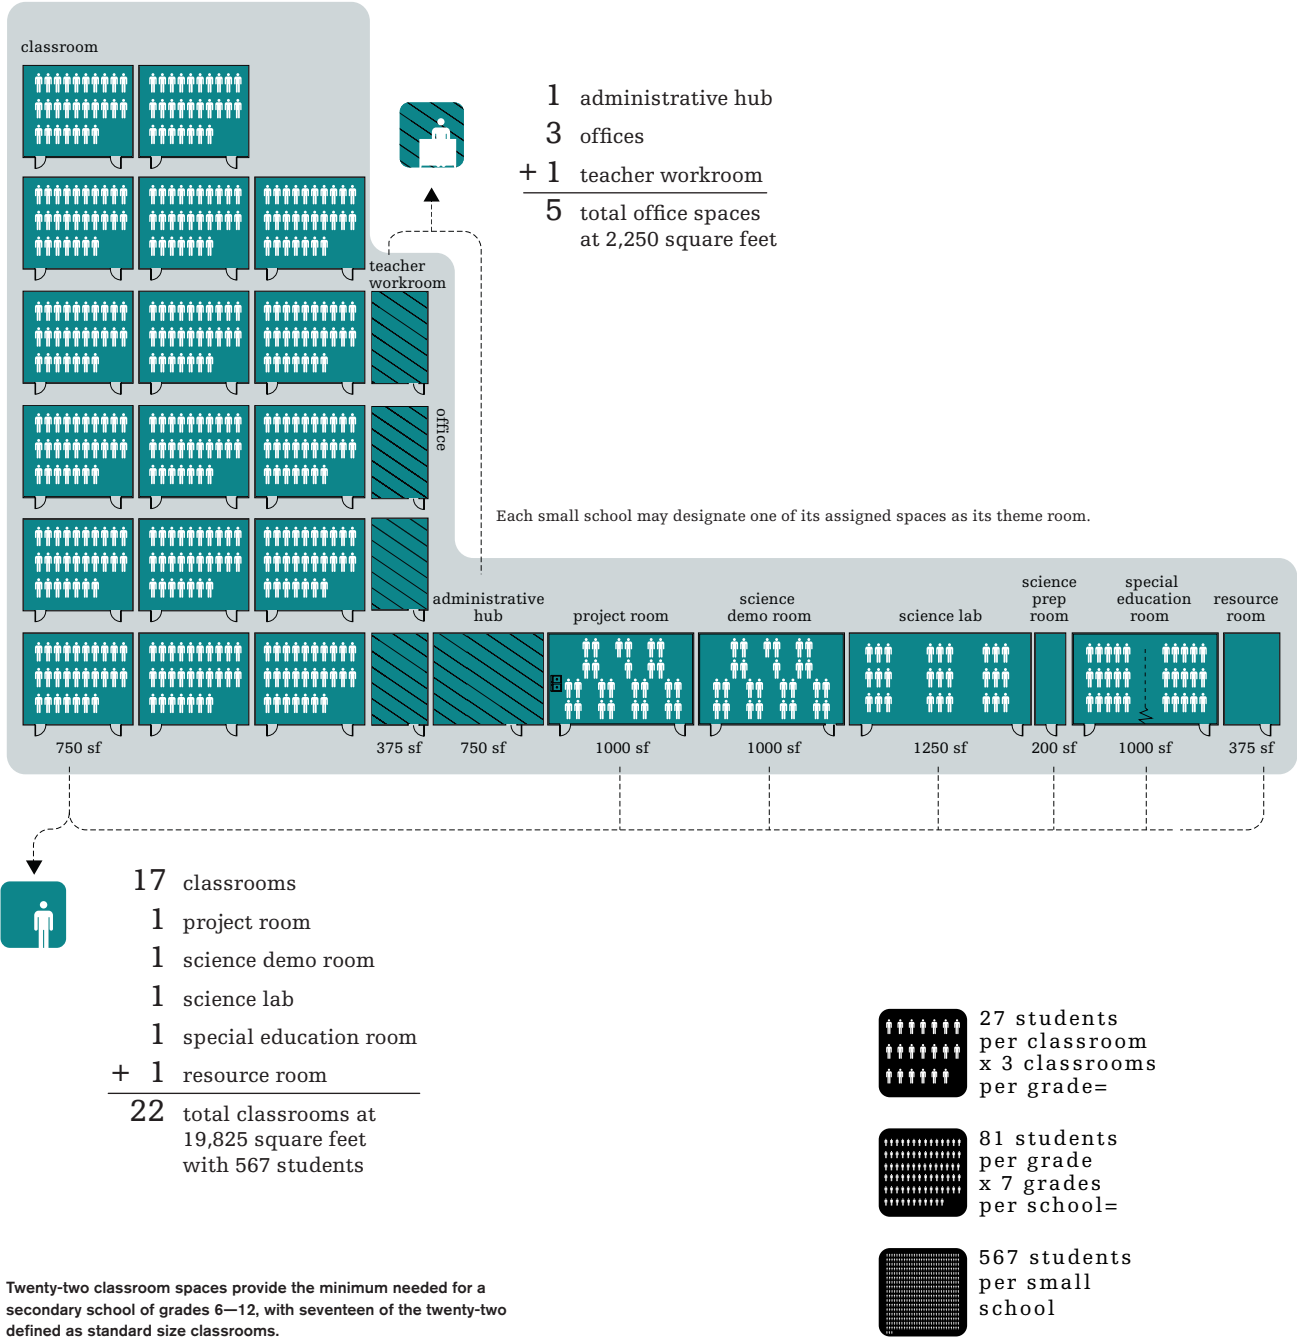 classroom
1 administrative hub
3 offices
+ 1 teacher workroom
5 total office spaces
at 2,250 square feet
teacher
workroom
office
Each small school may designate one of its assigned spaces as its theme room.
administrative
hub
project room
science
demo room
science lab
science
prep
room
special
education
room
resource
room
750 sf
375 sf
750 sf
1000 sf
1000 sf
1250 sf
200 sf
1000 sf
375 sf
17 classrooms
1 project room
1 science demo room
1 science lab
1 special education room
+ 1 resource room
22 total classrooms at
19,825 square feet
with 567 students
27 students
per classroom
x 3 classrooms
per grade=
81 students
per grade
x 7 grades
per school=
567 students
per small
school
Twenty-two classroom spaces provide the minimum needed for a
secondary school of grades 6—12, with seventeen of the twenty-two
defined as standard size classrooms.